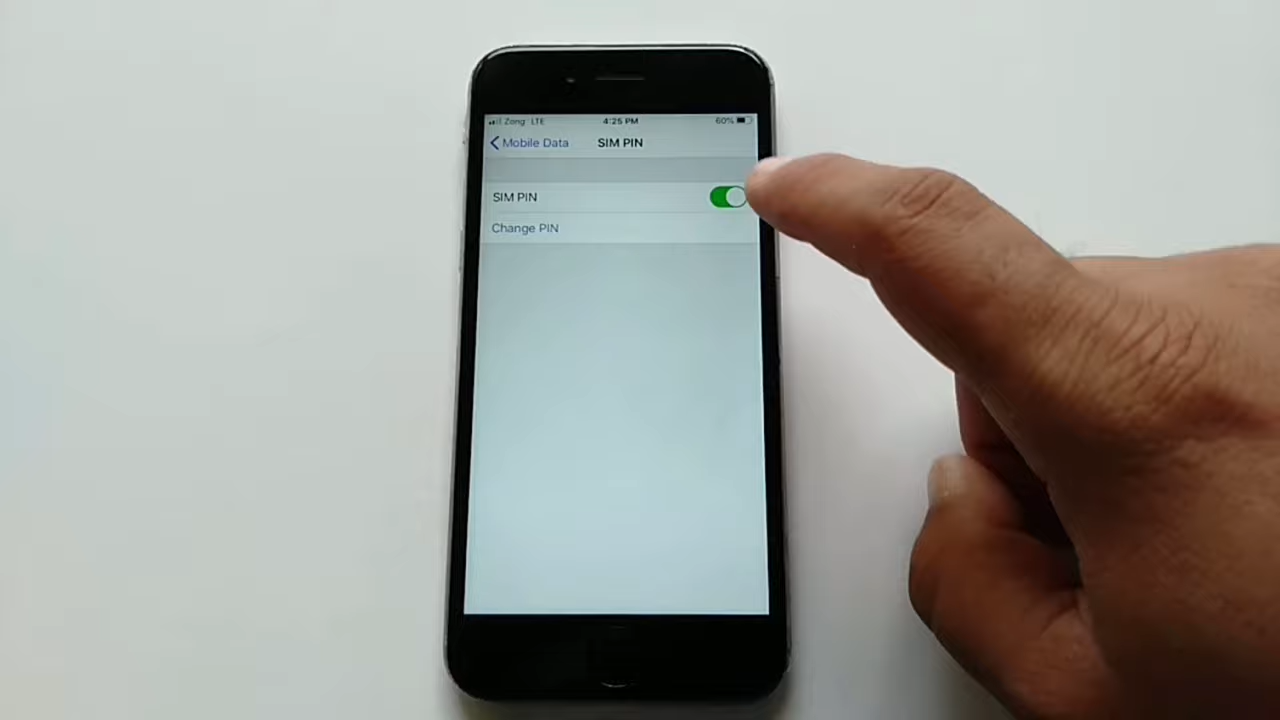 Zong LTE 4:25 PM 60%
Mobile Data SIM PIN
SIM PIN
Change PIN